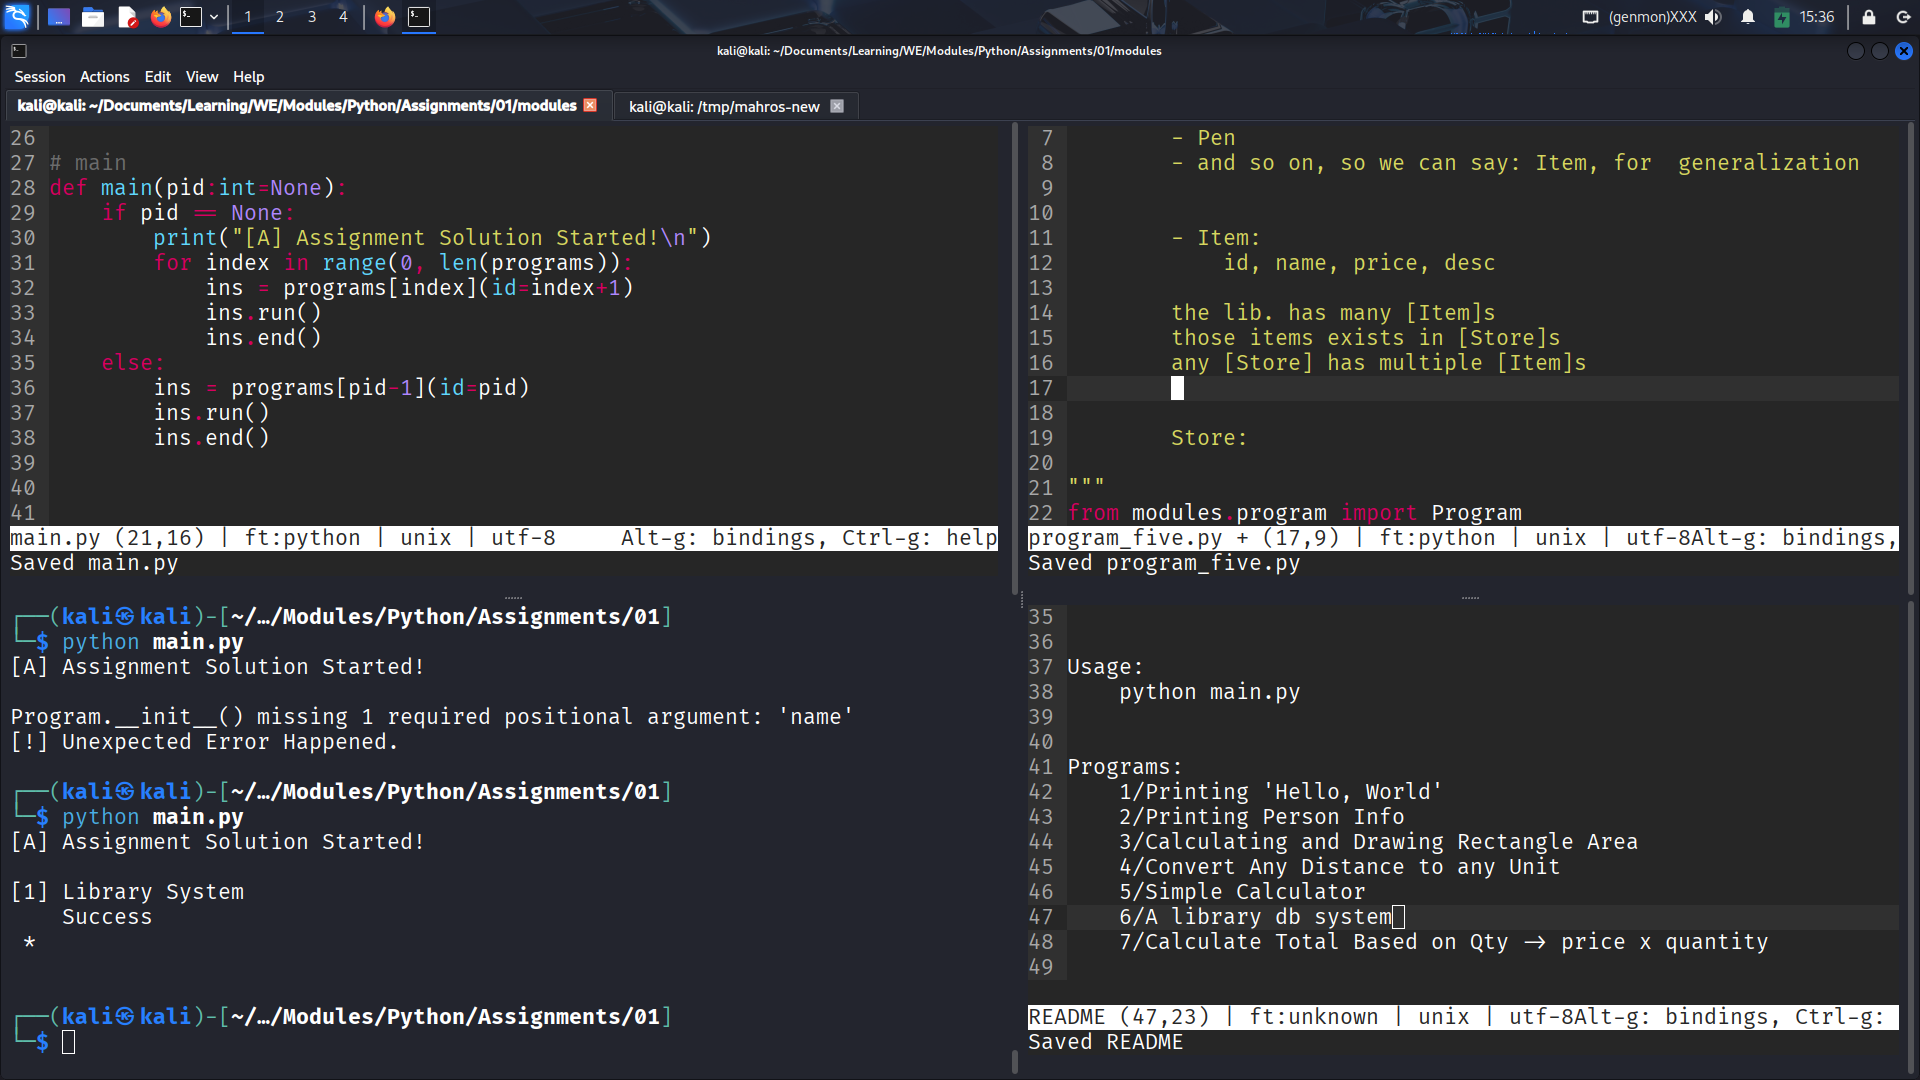 1 2 3 4 (genmon)XXX 15:36
kali@kali: ~/Documents/Learning/WE/Modules/Python/Assignments/01/modules
Session Actions Edit View Help
kali@kali: ~/Documents/Learning/WE/Modules/Python/Assignments/01/modules kali@kali: /tmp/mahros-new
26
27 # main
28 def main(pid:int=None):
29     if pid == None:
30         print("[A] Assignment Solution Started!\n")
31         for index in range(0, len(programs)):
32             ins = programs[index](id=index+1)
33             ins.run()
34             ins.end()
35     else:
36         ins = programs[pid-1](id=pid)
37         ins.run()
38         ins.end()
39
40
41
main.py (21,16) | ft:python | unix | utf-8     Alt-g: bindings, Ctrl-g: help
Saved main.py
7         - Pen
8         - and so on, so we can say: Item, for  generalization
9
10
11         - Item:
12             id, name, price, desc
13
14         the lib. has many [Item]s
15         those items exists in [Store]s
16         any [Store] has multiple [Item]s
17
18
19         Store:
20
21 """
22 from modules.program import Program
program_five.py + (17,9) | ft:python | unix | utf-8Alt-g: bindings,
Saved program_five.py
┌──(kali㉿kali)-[~/…/Modules/Python/Assignments/01]
└─$ python main.py
[A] Assignment Solution Started!
Program.__init__() missing 1 required positional argument: 'name'
[!] Unexpected Error Happened.
┌──(kali㉿kali)-[~/…/Modules/Python/Assignments/01]
└─$ python main.py
[A] Assignment Solution Started!
[1] Library System
    Success
 *
┌──(kali㉿kali)-[~/…/Modules/Python/Assignments/01]
└─$
35
36
37 Usage:
38     python main.py
39
40
41 Programs:
42     1/Printing 'Hello, World'
43     2/Printing Person Info
44     3/Calculating and Drawing Rectangle Area
45     4/Convert Any Distance to any Unit
46     5/Simple Calculator
47     6/A library db system
48     7/Calculate Total Based on Qty -> price x quantity
49
README (47,23) | ft:unknown | unix | utf-8Alt-g: bindings, Ctrl-g:
Saved README